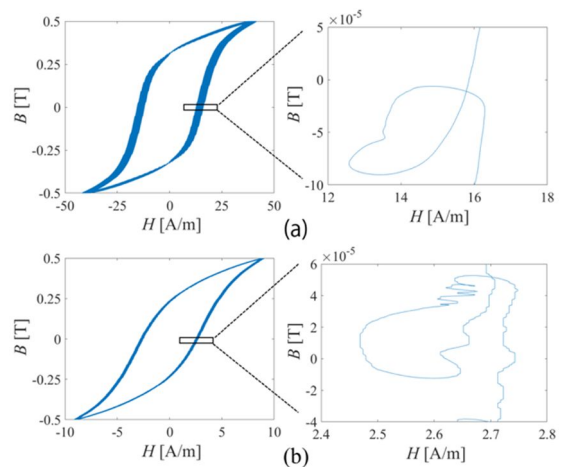 0.5
0.25
0
-0.25
-0.5
B [T]
-50 -25 0 25 50
H [A/m]
×10⁻⁵
5
0
-5
-10
B [T]
12 14 16 18
H [A/m]
(a)
0.5
0.25
0
-0.25
-0.5
B [T]
-10 -5 0 5 10
H [A/m]
×10⁻⁵
6
4
2
0
-2
-4
B [T]
2.4 2.5 2.6 2.7 2.8
H [A/m]
(b)